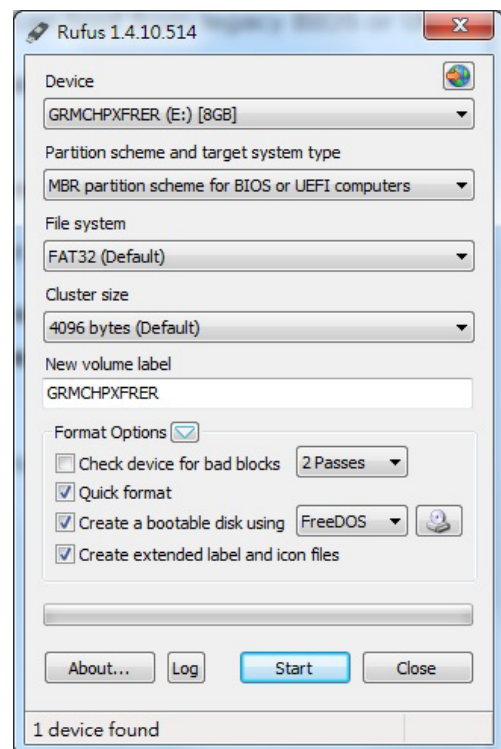 Rufus 1.4.10.514
Device
GRMCHPXFRER (E:) [8GB]
Partition scheme and target system type
MBR partition scheme for BIOS or UEFI computers
File system
FAT32 (Default)
Cluster size
4096 bytes (Default)
New volume label
GRMCHPXFRER
Format Options
Check device for bad blocks 2 Passes
Quick format
Create a bootable disk using FreeDOS
Create extended label and icon files
About... Log Start Close
1 device found